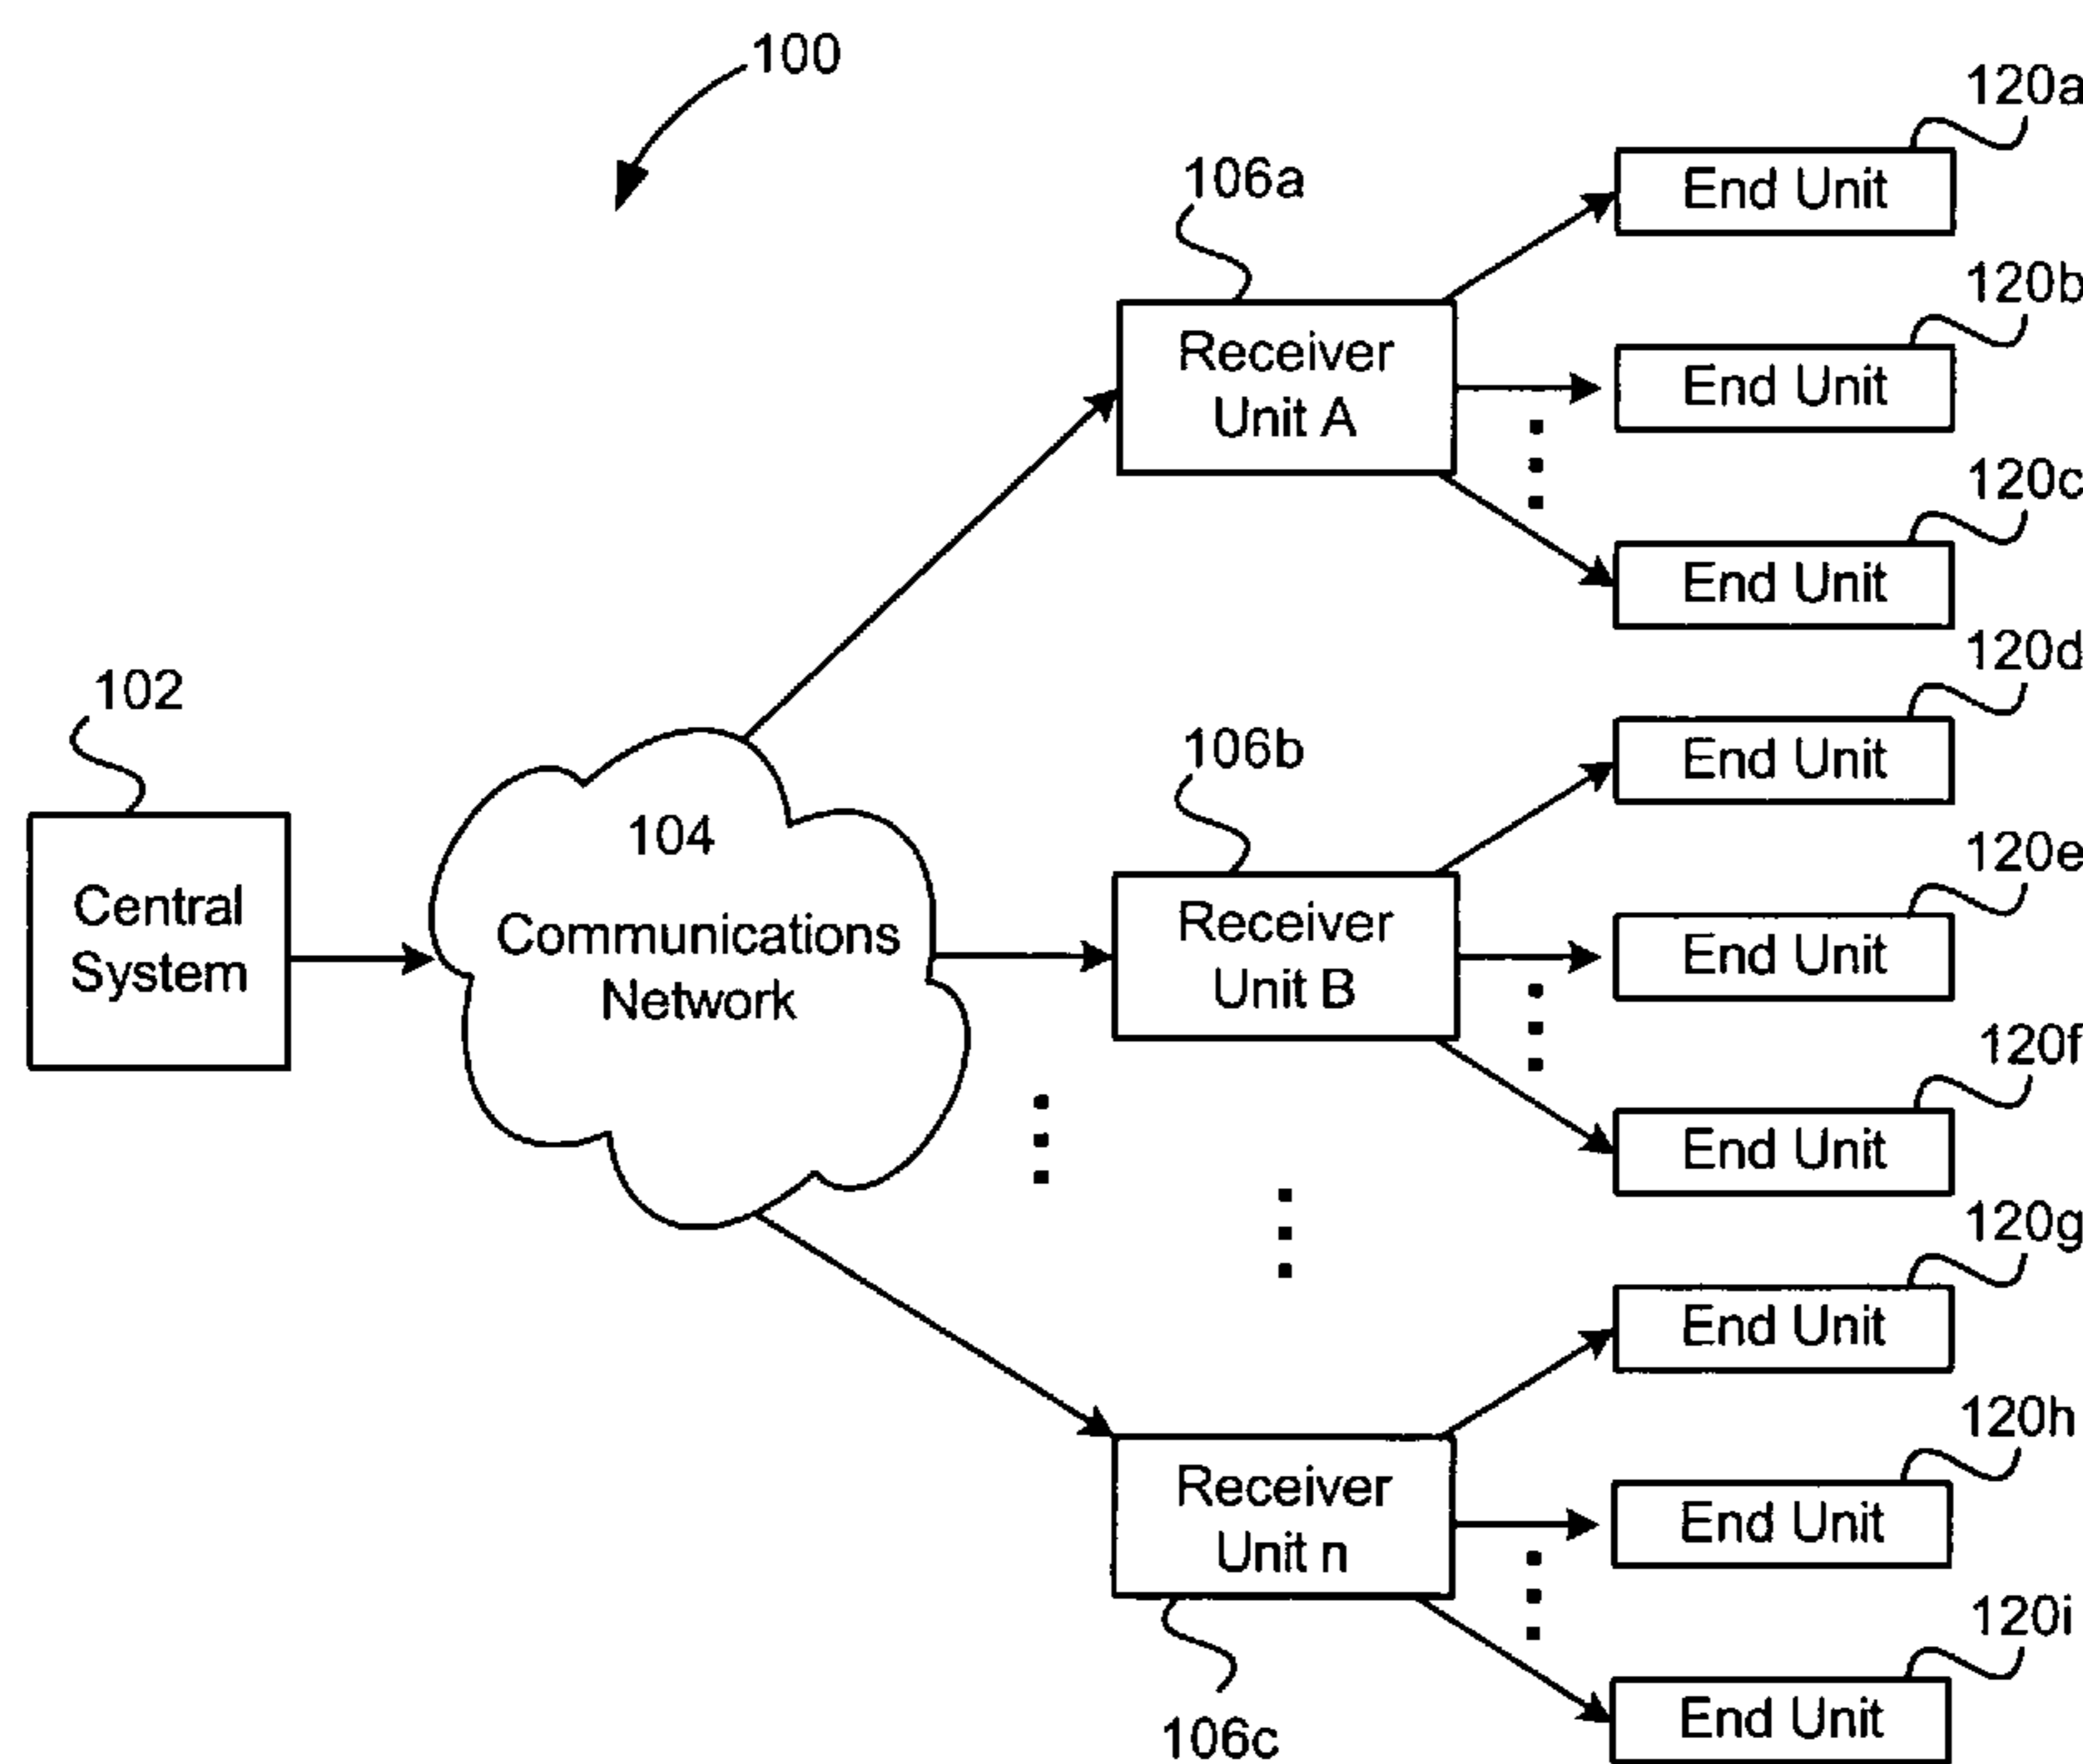 100
120a
End Unit
106a
120b
Receiver
Unit A
End Unit
120c
End Unit
102
120d
End Unit
106b
104
120e
Central
System
Communications
Network
Receiver
Unit B
End Unit
120f
End Unit
120g
End Unit
120h
Receiver
Unit n
End Unit
120i
106c
End Unit